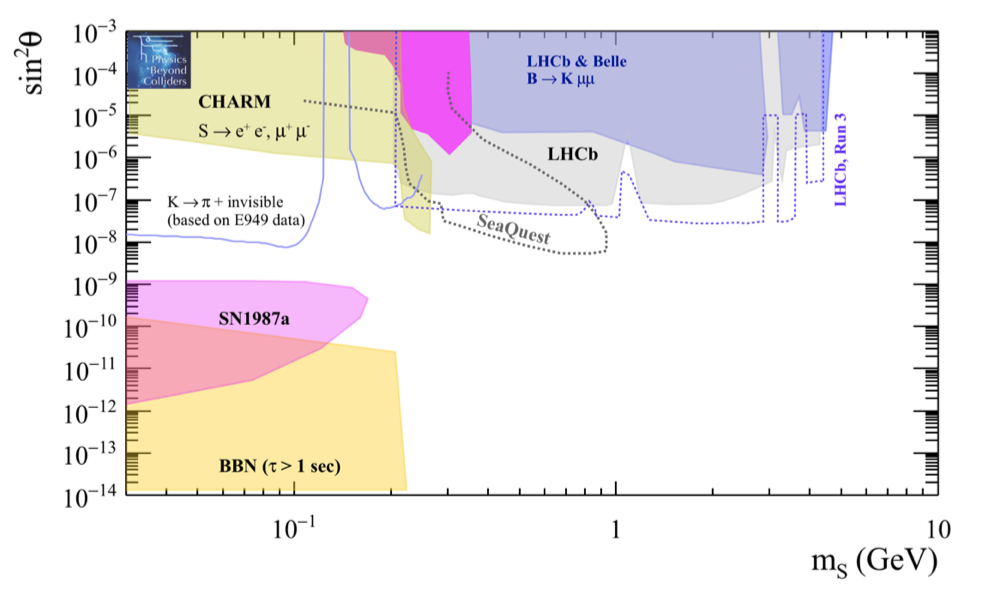 sin²θ
10⁻³
10⁻⁴
10⁻⁵
10⁻⁶
10⁻⁷
10⁻⁸
10⁻⁹
10⁻¹⁰
10⁻¹¹
10⁻¹²
10⁻¹³
10⁻¹⁴
Physics
Beyond
Colliders
CHARM
S → e⁺ e⁻, μ⁺ μ⁻
LHCb & Belle
B → K μμ
LHCb
LHCb, Run 3
K → π + invisible
(based on E949 data)
SeaQuest
SN1987a
BBN (τ > 1 sec)
10⁻¹
1
10
m_S (GeV)